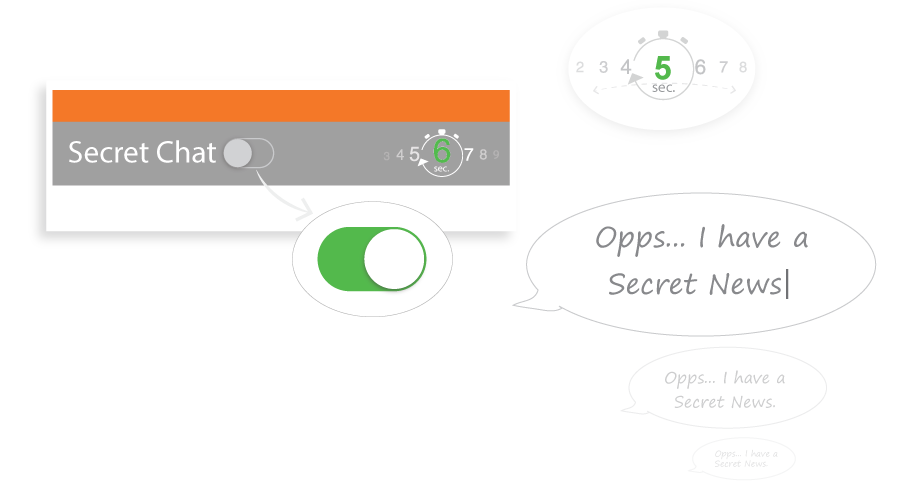 2 3 4 5 6 7 8
sec.
Secret Chat
3 4 5 6 7 8 9
sec.
Opps... I have a
Secret News
Opps... I have a
Secret News.
Opps... I have a
Secret News